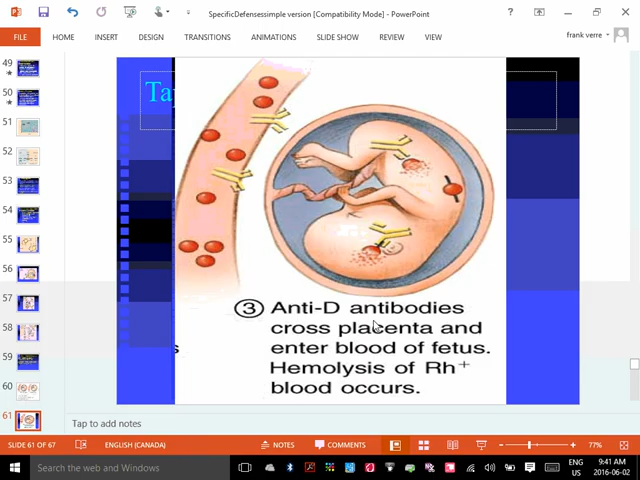 SpecificDefensessimple version [Compatibility Mode] - PowerPoint
FILE HOME INSERT DESIGN TRANSITIONS ANIMATIONS SLIDE SHOW REVIEW VIEW
frank verre
49
50
51
52
53
54
55
56
57
58
59
60
61
Ta
③ Anti-D antibodies
cross placenta and
enter blood of fetus.
Hemolysis of Rh⁺
blood occurs.
s
Tap to add notes
SLIDE 61 OF 67 ENGLISH (CANADA) NOTES COMMENTS 77%
Search the web and Windows
ENG
US
9:41 AM
2016-06-02